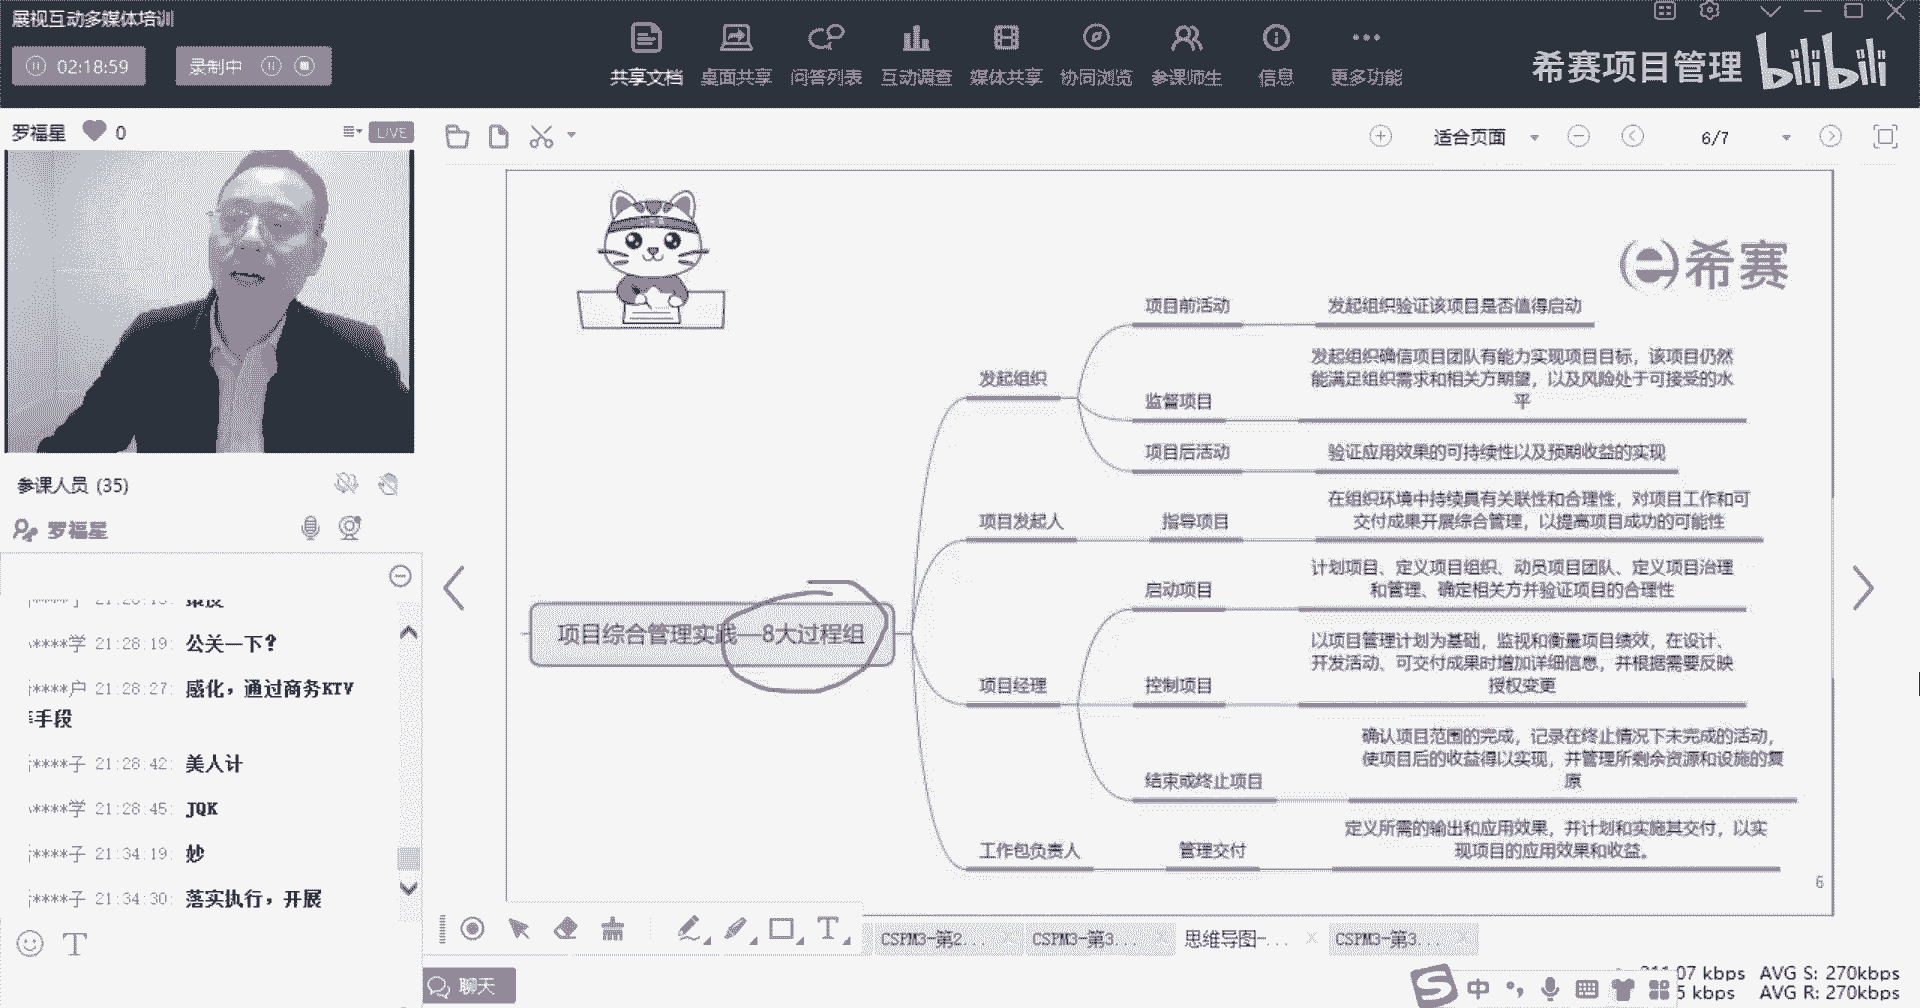 展视互动多媒体培训
02:18:59
录制中
共享文档
桌面共享
问答列表
互动调查
媒体共享
协同浏览
参课师生
信息
更多功能
希赛项目管理
bilibili
罗福星
0
LIVE
适合页面
6/7
参课人员 (35)
罗福星
****学 21:28:19: 公关一下?
****户 21:28:27: 感化，通过商务KTV
手段
****子 21:28:42: 美人计
****学 21:28:45: JQK
****子 21:34:19: 妙
****子 21:34:30: 落实执行，开展
聊天
希赛
项目综合管理实践—8大过程组
发起组织
项目前活动
发起组织验证该项目是否值得启动
监督项目
发起组织确信项目团队有能力实现项目目标，该项目仍然
能满足组织需求和相关方期望，以及风险处于可接受的水
平
项目后活动
验证应用效果的可持续性以及预期收益的实现
项目发起人
指导项目
在组织环境中持续具有关联性和合理性，对项目工作和可
交付成果开展综合管理，以提高项目成功的可能性
项目经理
启动项目
计划项目、定义项目组织、动员项目团队、定义项目治理
和管理、确定相关方并验证项目的合理性
控制项目
以项目管理计划为基础，监视和衡量项目绩效，在设计、
开发活动、可交付成果时增加详细信息，并根据需要反映
授权变更
结束或终止项目
确认项目范围的完成，记录在终止情况下未完成的活动，
使项目后的收益得以实现，并管理所剩余资源和设施的复
原
工作包负责人
管理交付
定义所需的输出和应用效果，并计划和实施其交付，以实
现项目的应用效果和收益。
6
CSPM3-第2...
CSPM3-第3...
思维导图-...
CSPM3-第3...
中
07 kbps AVG S: 270kbps
kbps AVG R: 270kbps